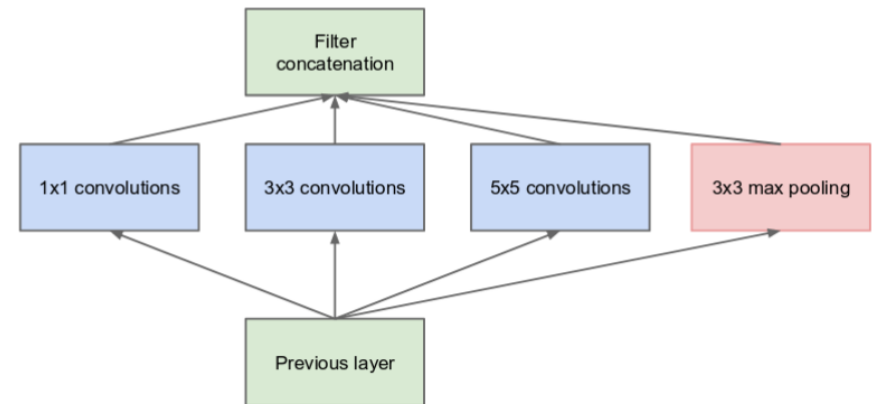 Filter
concatenation
1x1 convolutions
3x3 convolutions
5x5 convolutions
3x3 max pooling
Previous layer